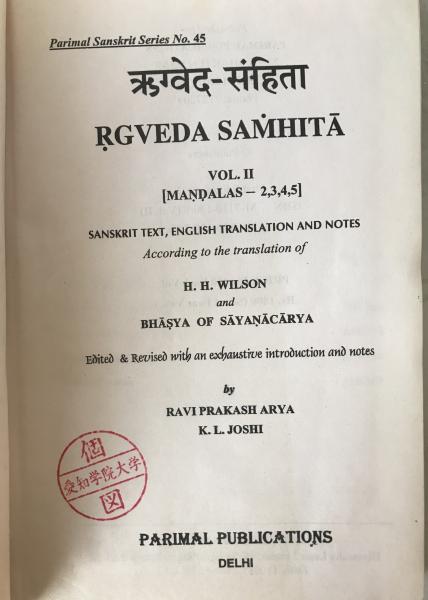 Parimal Sanskrit Series No. 45
ऋग्वेद-संहिता
ṚGVEDA SAṀHITĀ
VOL. II
[MAṆḌALAS – 2,3,4,5]
SANSKRIT TEXT, ENGLISH TRANSLATION AND NOTES
According to the translation of
H. H. WILSON
and
BHĀṢYA OF SĀYAṆĀCĀRYA
Edited & Revised with an exhaustive introduction and notes
by
RAVI PRAKASH ARYA
K. L. JOSHI
個
愛知学院大学
図
PARIMAL PUBLICATIONS
DELHI